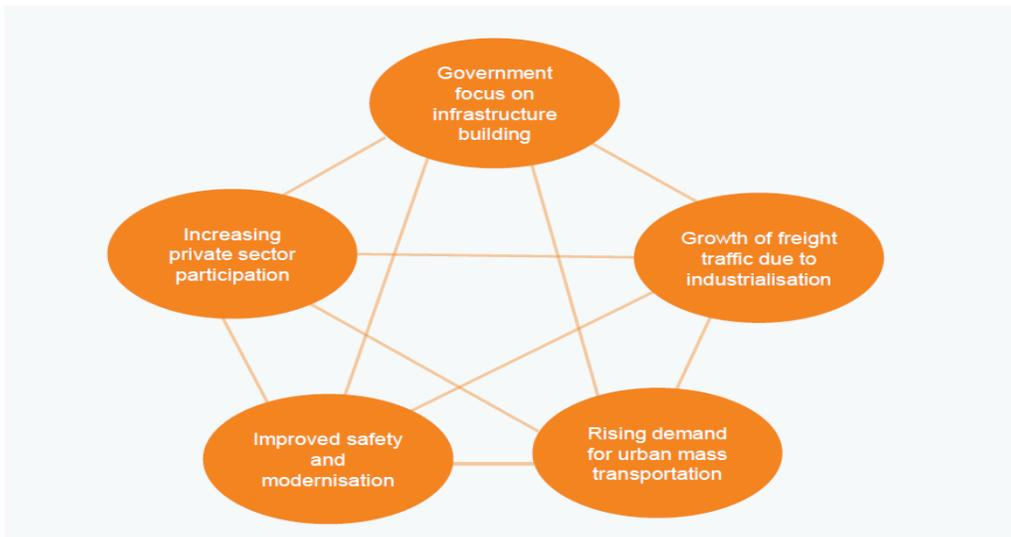 Government
focus on
infrastructure
building
Increasing
private sector
participation
Growth of freight
traffic due to
industrialisation
Improved safety
and
modernisation
Rising demand
for urban mass
transportation